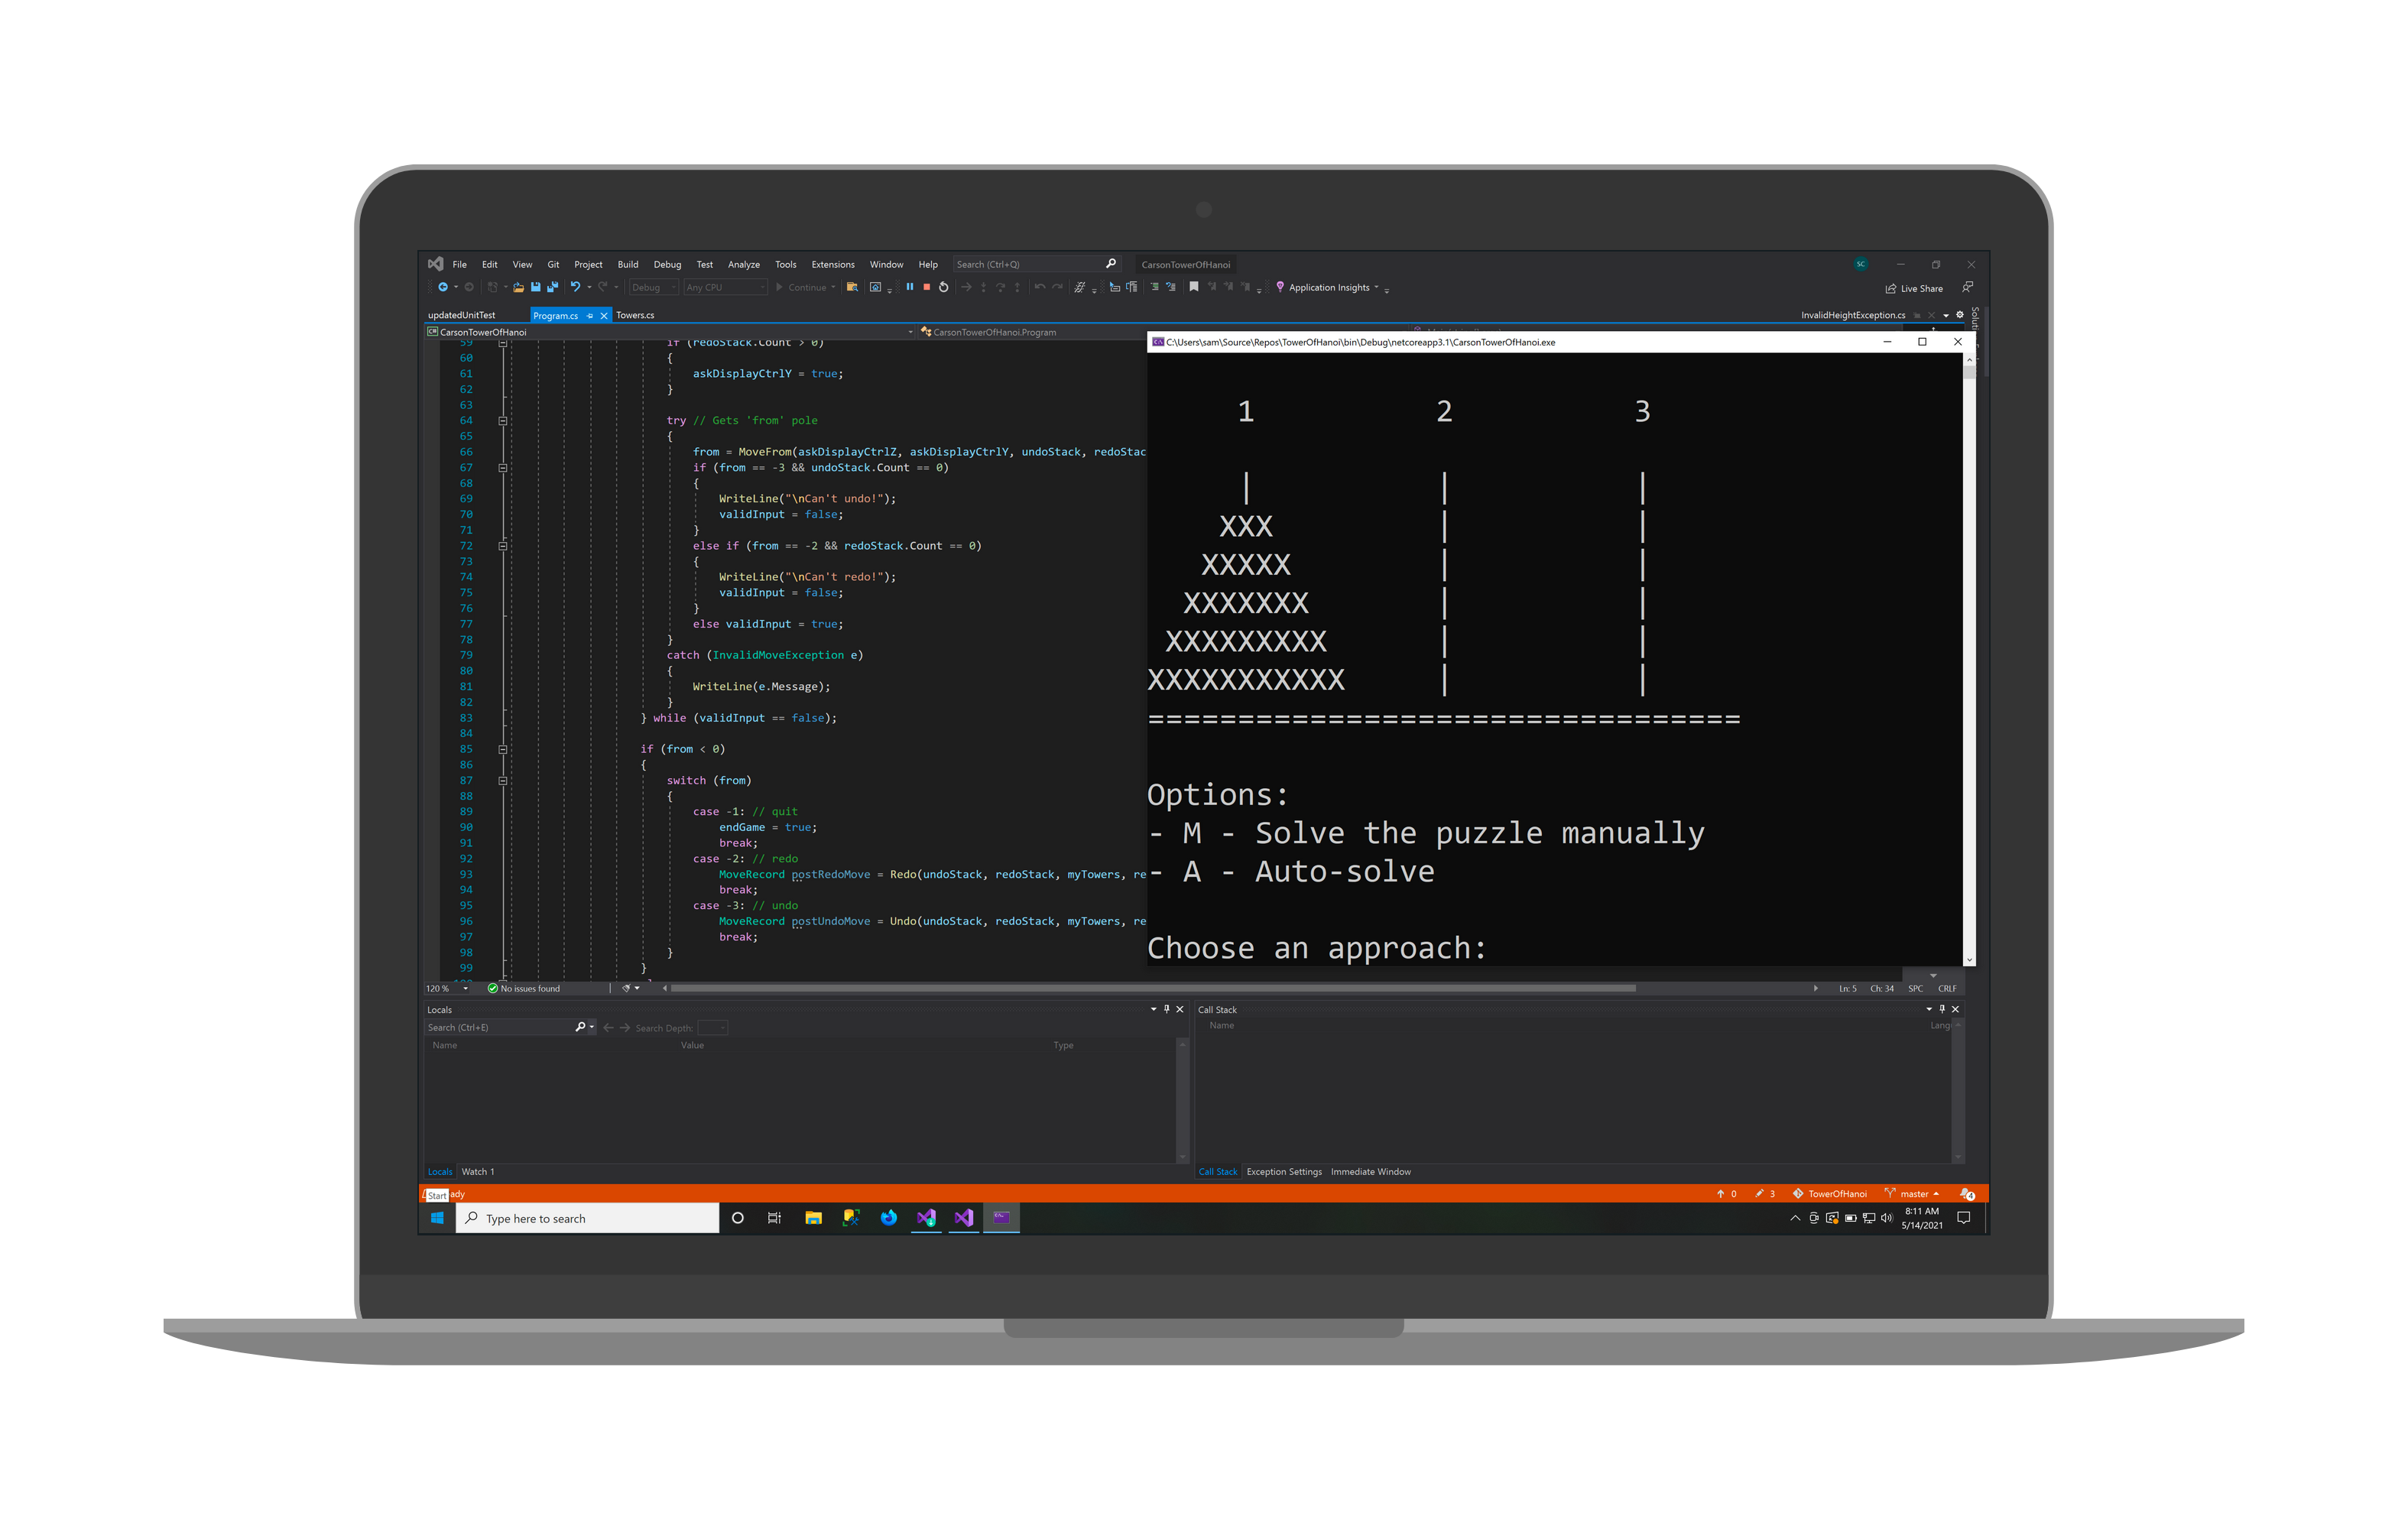 File Edit View Git Project Build Debug Test Analyze Tools Extensions Window Help Search (Ctrl+Q) CarsonTowerOfHanoi SC
Debug Any CPU Continue Application Insights Live Share
updatedUnitTest Program.cs Towers.cs InvalidHeightException.cs
CarsonTowerOfHanoi CarsonTowerOfHanoi.Program
59 if (redoStack.Count > 0)
60 {
61 askDisplayCtrlY = true;
62 }
63
64 try // Gets 'from' pole
65 {
66 from = MoveFrom(askDisplayCtrlZ, askDisplayCtrlY, undoStack, redoStac
67 if (from == -3 && undoStack.Count == 0)
68 {
69 WriteLine("\nCan't undo!");
70 validInput = false;
71 }
72 else if (from == -2 && redoStack.Count == 0)
73 {
74 WriteLine("\nCan't redo!");
75 validInput = false;
76 }
77 else validInput = true;
78 }
79 catch (InvalidMoveException e)
80 {
81 WriteLine(e.Message);
82 }
83 } while (validInput == false);
84
85 if (from < 0)
86 {
87 switch (from)
88 {
89 case -1: // quit
90 endGame = true;
91 break;
92 case -2: // redo
93 MoveRecord postRedoMove = Redo(undoStack, redoStack, myTowers, re
94 break;
95 case -3: // undo
96 MoveRecord postUndoMove = Undo(undoStack, redoStack, myTowers, re
97 break;
98 }
99 }
C:\Users\sam\Source\Repos\TowerOfHanoi\bin\Debug\netcoreapp3.1\CarsonTowerOfHanoi.exe
1 2 3
| | |
XXX | |
XXXXX | |
XXXXXXX | |
XXXXXXXXX | |
XXXXXXXXXXX | |
=================================
Options:
- M - Solve the puzzle manually
- A - Auto-solve
Choose an approach:
120 % No issues found Ln: 5 Ch: 34 SPC CRLF
Locals
Search (Ctrl+E) Search Depth:
Name Value Type
Locals Watch 1
Call Stack
Name Lang
Call Stack Exception Settings Immediate Window
Start ady 0 3 TowerOfHanoi master 4
Type here to search
8:11 AM
5/14/2021